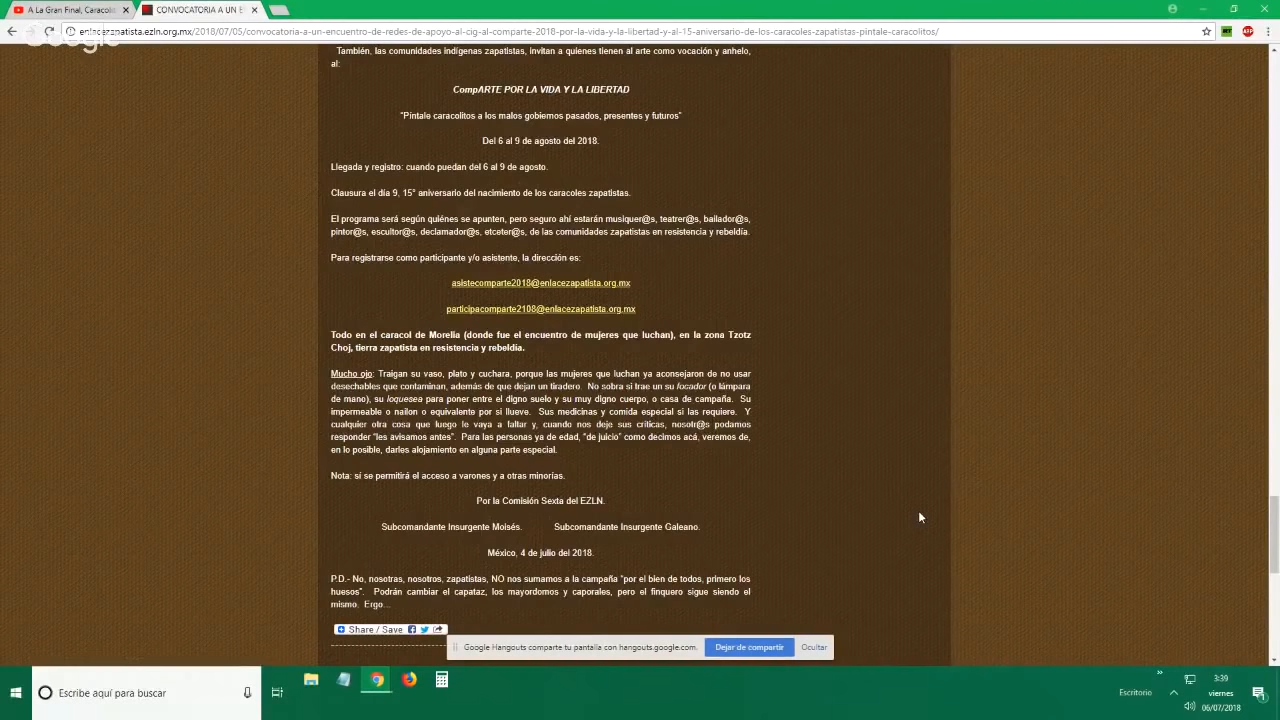 A La Gran Final; Caracole
CONVOCATORIA A UN E
Google
enlacezapatista.ezln.org.mx/2018/07/05/convocatoria-a-un-encuentro-de-redes-de-apoyo-al-cig-al-comparte-2018-por-la-vida-y-la-libertad-y-al-15-aniversario-de-los-caracoles-zapatistas-pintale-caracolitos/
También, las comunidades indígenas zapatistas, invitan a quienes tienen al arte como vocación y anhelo,
al:
CompARTE POR LA VIDA Y LA LIBERTAD
"Píntale caracolitos a los malos gobiernos pasados, presentes y futuros"
Del 6 al 9 de agosto del 2018.
Llegada y registro: cuando puedan del 6 al 9 de agosto.
Clausura el día 9, 15° aniversario del nacimiento de los caracoles zapatistas.
El programa será según quiénes se apunten, pero seguro ahí estarán musiquer@s, teatrer@s, bailador@s,
pintor@s, escultor@s, declamador@s, etceter@s, de las comunidades zapatistas en resistencia y rebeldía.
Para registrarse como participante y/o asistente, la dirección es:
asistecomparte2018@enlacezapatista.org.mx
participacomparte2108@enlacezapatista.org.mx
Todo en el caracol de Morelia (donde fue el encuentro de mujeres que luchan), en la zona Tzotz
Choj, tierra zapatista en resistencia y rebeldía.
Mucho ojo: Traigan su vaso, plato y cuchara, porque las mujeres que luchan ya aconsejaron de no usar
desechables que contaminan, además de que dejan un tiradero. No sobra si trae un su focador (o lámpara
de mano), su loquesea para poner entre el digno suelo y su muy digno cuerpo, o casa de campaña. Su
impermeable o nailon o equivalente por si llueve. Sus medicinas y comida especial si las requiere. Y
cualquier otra cosa que luego le vaya a faltar y, cuando nos deje sus críticas, nosotr@s podamos
responder "les avisamos antes". Para las personas ya de edad, "de juicio" como decimos acá, veremos de,
en lo posible, darles alojamiento en alguna parte especial.
Nota: sí se permitirá el acceso a varones y a otras minorías.
Por la Comisión Sexta del EZLN.
Subcomandante Insurgente Moisés. Subcomandante Insurgente Galeano.
México, 4 de julio del 2018.
P.D.- No, nosotras, nosotros, zapatistas, NO nos sumamos a la campaña "por el bien de todos, primero los
huesos". Podrán cambiar el capataz, los mayordomos y caporales, pero el finquero sigue siendo el
mismo. Ergo...
Share / Save
Google Hangouts comparte tu pantalla con hangouts.google.com. Dejar de compartir Ocultar
Escribe aquí para buscar
Escritorio
3:39
viernes
06/07/2018